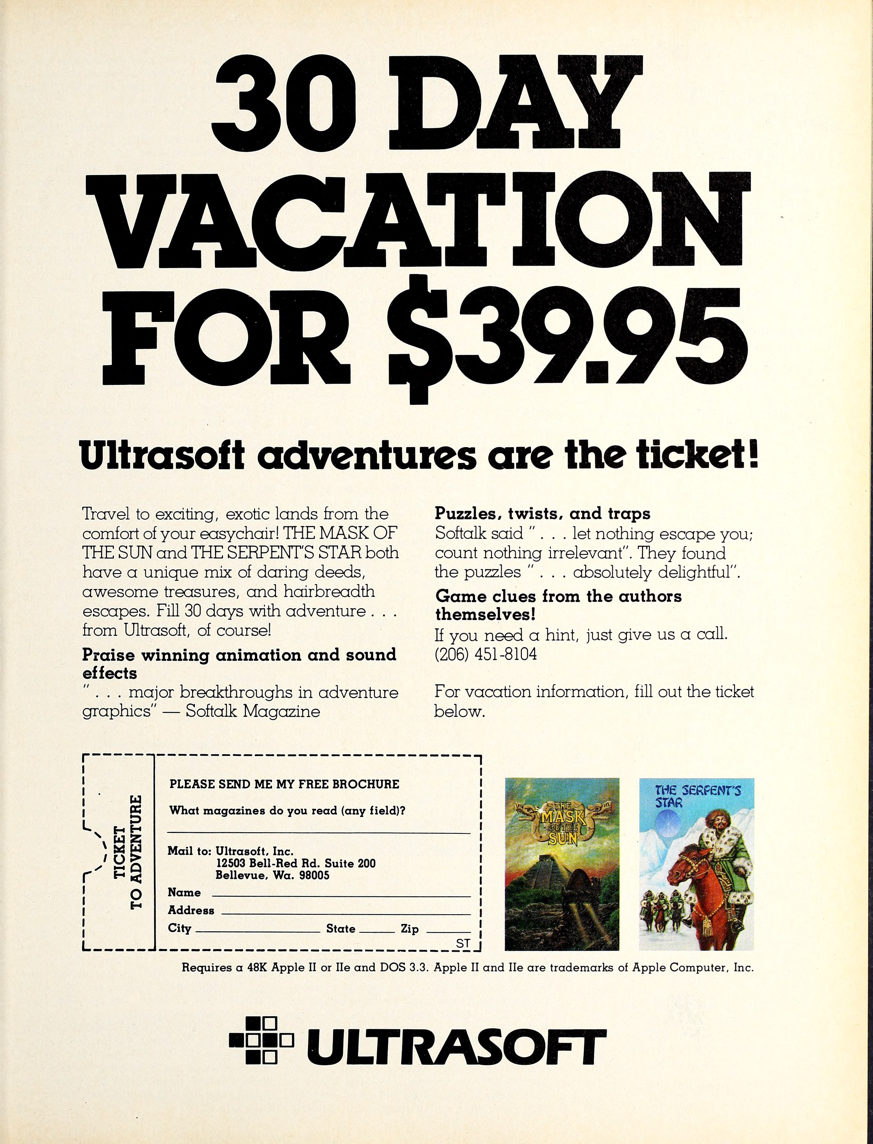 30 DAY
VACATION
FOR $39.95
Ultrasoft adventures are the ticket!
Travel to exciting, exotic lands from the
comfort of your easychair! THE MASK OF
THE SUN and THE SERPENT'S STAR both
have a unique mix of daring deeds,
awesome treasures, and hairbreadth
escapes. Fill 30 days with adventure . . .
from Ultrasoft, of course!
Praise winning animation and sound
effects
" . . . major breakthroughs in adventure
graphics" — Softalk Magazine
Puzzles, twists, and traps
Softalk said " . . . let nothing escape you;
count nothing irrelevant". They found
the puzzles " . . . absolutely delightful".
Game clues from the authors
themselves!
If you need a hint, just give us a call.
(206) 451-8104
For vacation information, fill out the ticket
below.
TICKET
TO ADVENTURE
PLEASE SEND ME MY FREE BROCHURE
What magazines do you read (any field)?
Mail to: Ultrasoft, Inc.
12503 Bell-Red Rd. Suite 200
Bellevue, Wa. 98005
Name
Address
City State Zip
ST
THE
MASK
OF THE
SUN
THE SERPENT'S
STAR
Requires a 48K Apple II or IIe and DOS 3.3. Apple II and IIe are trademarks of Apple Computer, Inc.
ULTRASOFT